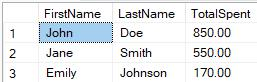 FirstName LastName TotalSpent
1 John Doe 850.00
2 Jane Smith 550.00
3 Emily Johnson 170.00